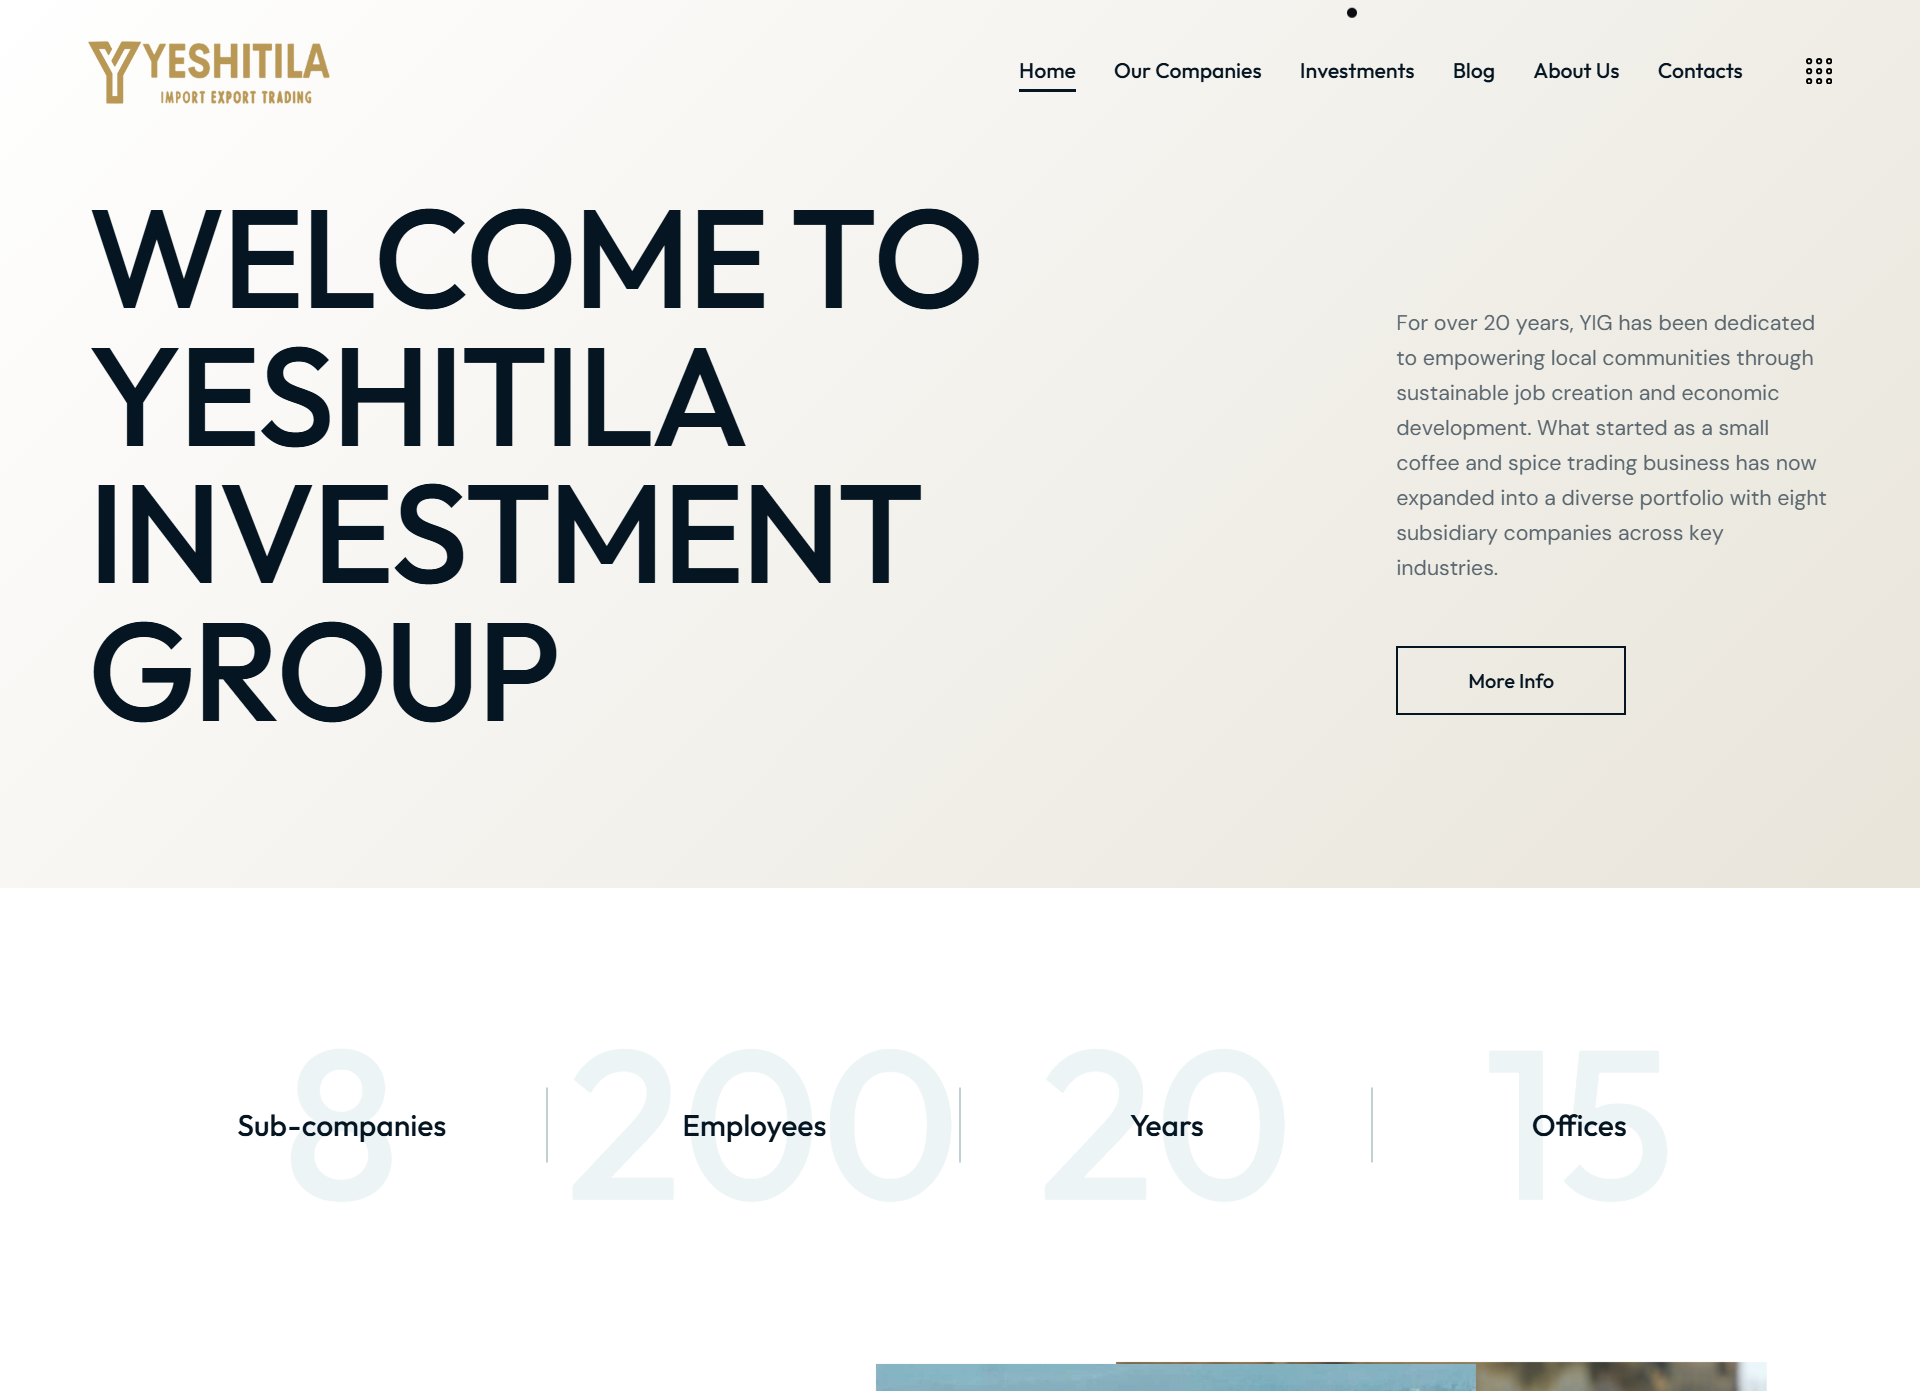 YESHITILA
IMPORT EXPORT TRADING
Home
Our Companies
Investments
Blog
About Us
Contacts
WELCOME TO
YESHITILA
INVESTMENT
GROUP
For over 20 years, YIG has been dedicated
to empowering local communities through
sustainable job creation and economic
development. What started as a small
coffee and spice trading business has now
expanded into a diverse portfolio with eight
subsidiary companies across key
industries.
More Info
8
Sub-companies
200
Employees
20
Years
15
Offices